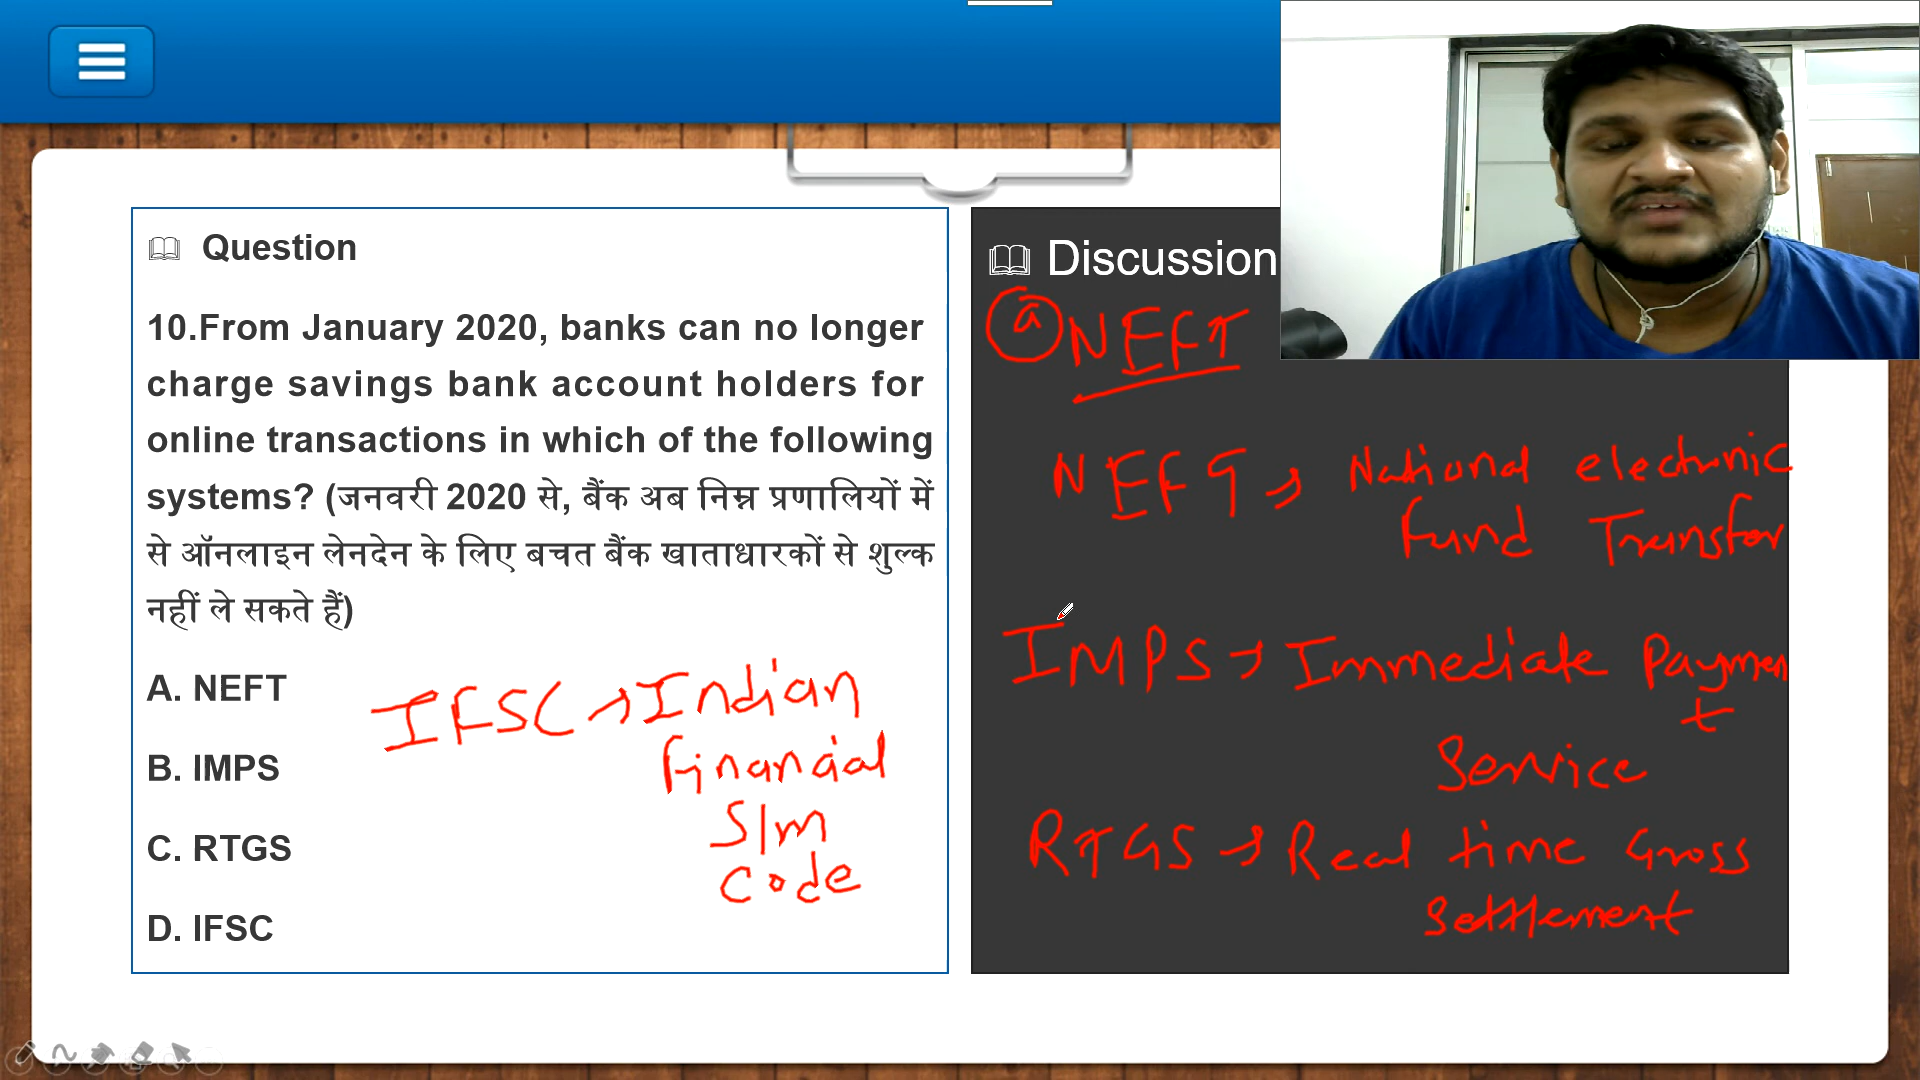 Question
10.From January 2020, banks can no longer
charge savings bank account holders for
online transactions in which of the following
systems? (जनवरी 2020 से, बैंक अब निम्न प्रणालियों में
से ऑनलाइन लेनदेन के लिए बचत बैंक खाताधारकों से शुल्क
नहीं ले सकते हैं)
A. NEFT
B. IMPS
C. RTGS
D. IFSC
IFSC → Indian
Financial
S/m
Code
Discussion
a NEFT
NEFT → National electronic
Fund Transfer
IMPS → Immediate Paymen
t
Service
RTGS → Real time Gross
Settlement